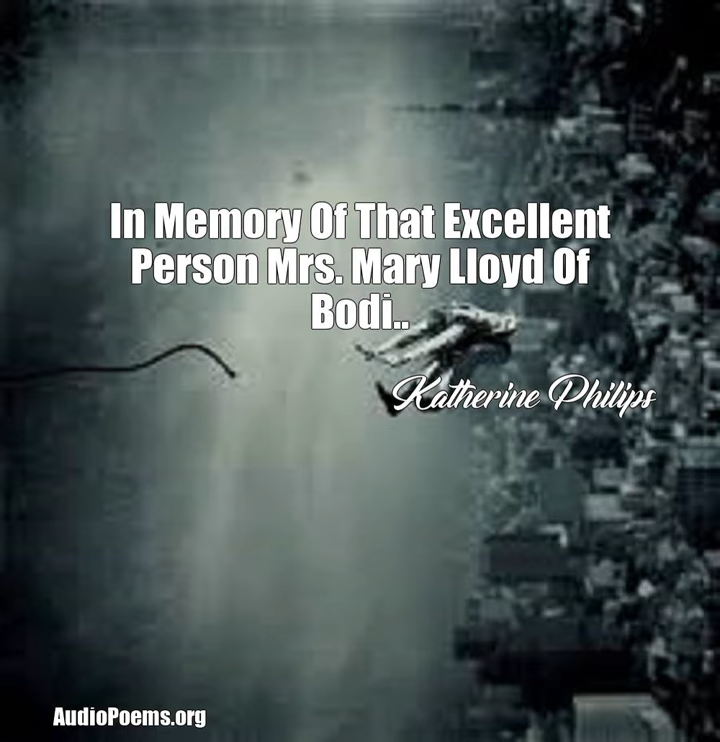 In Memory Of That Excellent
Person Mrs. Mary Lloyd Of
Bodi..
Katherine Philips
AudioPoems.org